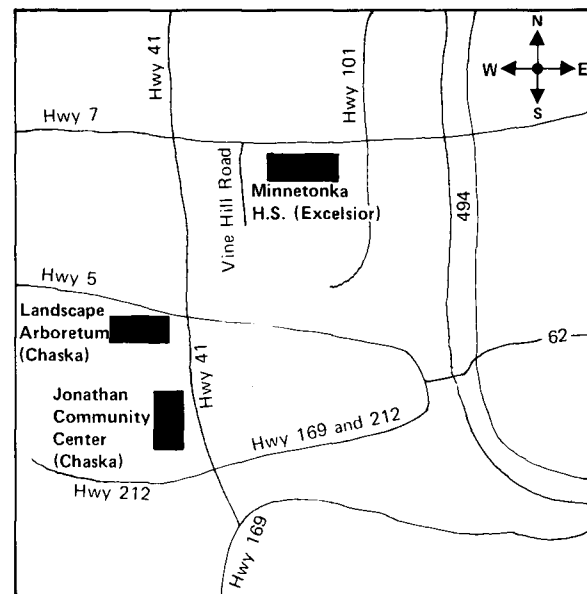 Hwy 41
Hwy 101
N
W
E
S
Hwy 7
Vine Hill Road
Minnetonka
H.S. (Excelsior)
494
Hwy 5
Landscape
Arboretum
(Chaska)
62
Hwy 41
Jonathan
Community
Center
(Chaska)
Hwy 169 and 212
Hwy 212
Hwy 169